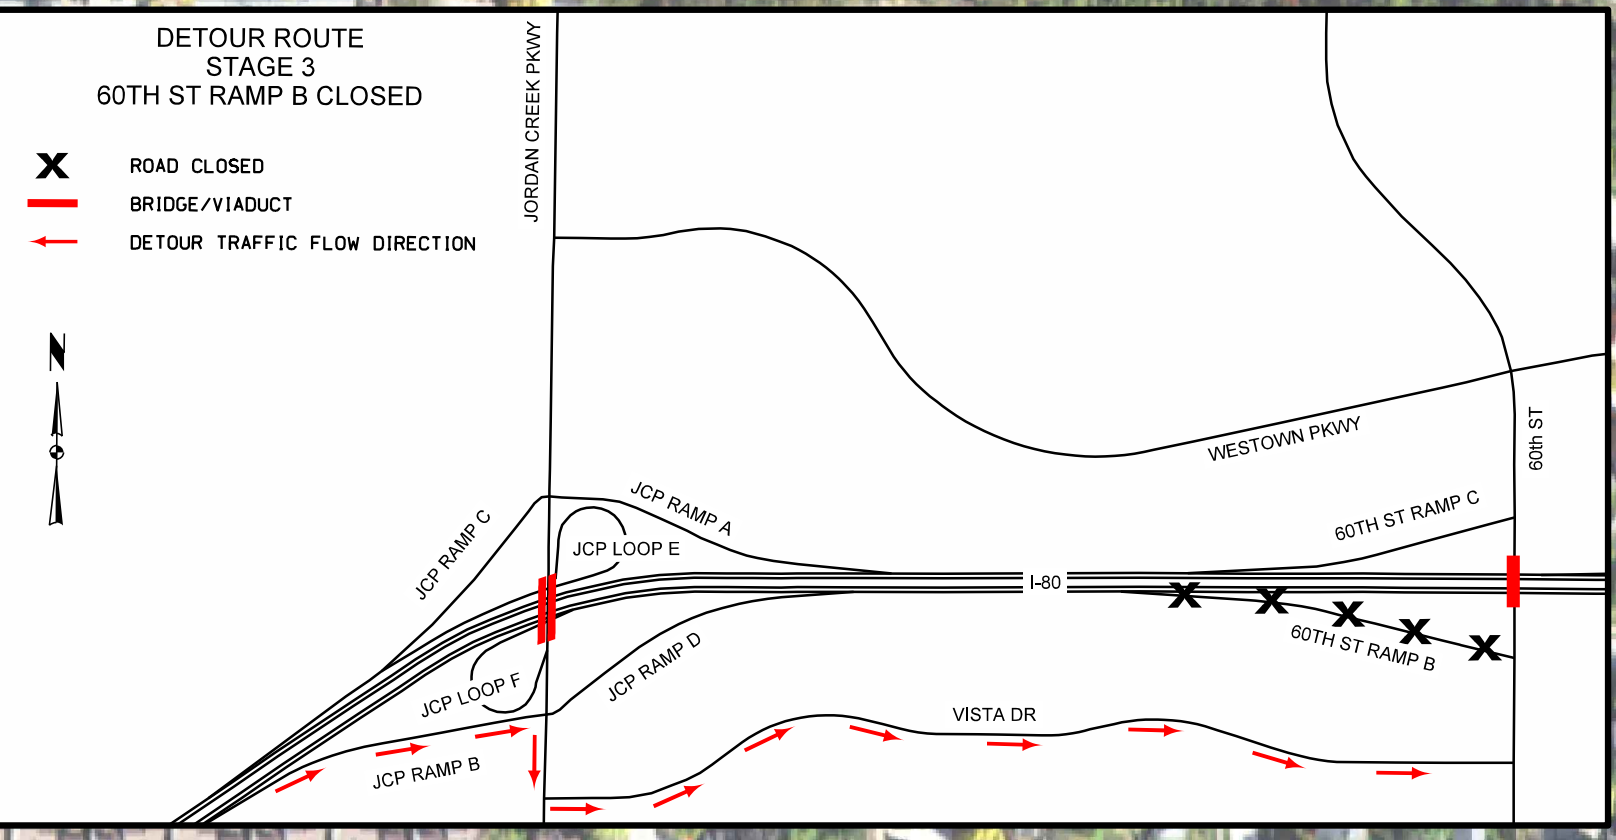 DETOUR ROUTE
STAGE 3
60TH ST RAMP B CLOSED
X ROAD CLOSED
BRIDGE/VIADUCT
DETOUR TRAFFIC FLOW DIRECTION
N
JORDAN CREEK PKWY
WESTOWN PKWY
60th ST
JCP RAMP C
JCP RAMP A
JCP LOOP E
60TH ST RAMP C
I-80
60TH ST RAMP B
JCP RAMP D
JCP LOOP F
VISTA DR
JCP RAMP B